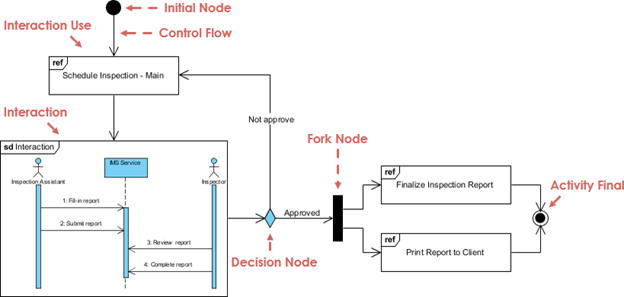 Initial Node
Interaction Use
Control Flow
ref
Schedule Inspection - Main
Interaction
Not approve
sd Interaction
Fork Node
IMS Service
Inspection Assistant
Inspector
ref
Finalize Inspection Report
Activity Final
1: Fill-in report
2: Submit report
Approved
3: Review report
ref
4: Complete report
Decision Node
Print Report to Client